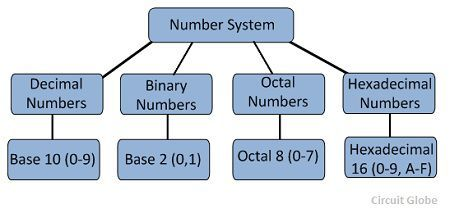 Number System
Decimal
Numbers
Binary
Numbers
Octal
Numbers
Hexadecimal
Numbers
Base 10 (0-9)
Base 2 (0,1)
Octal 8 (0-7)
Hexadecimal
16 (0-9, A-F)
Circuit Globe